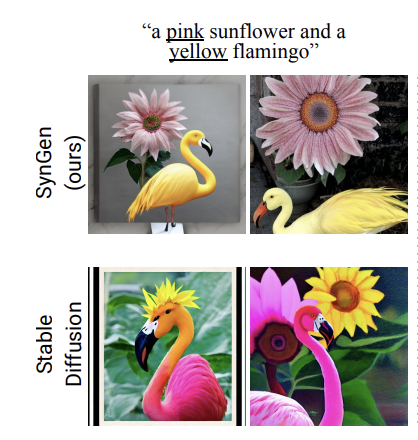 “a pink sunflower and a
yellow flamingo”
SynGen
(ours)
Stable
Diffusion